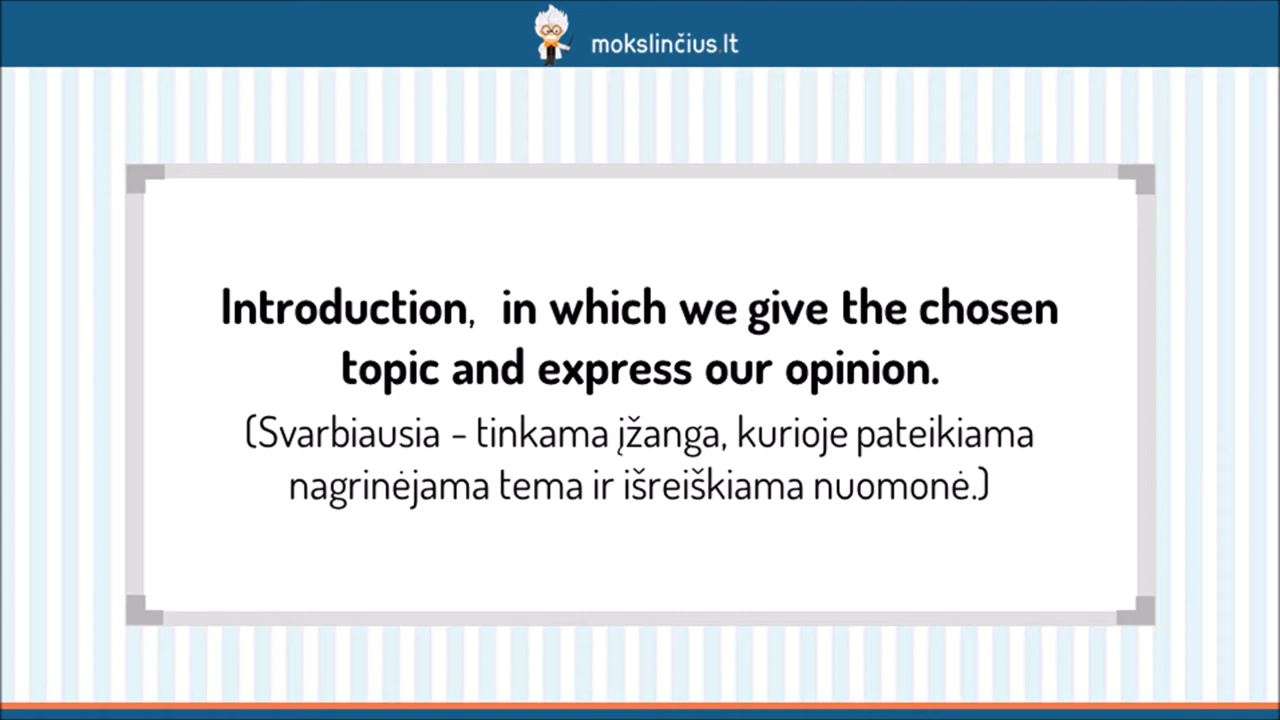 mokslinčius.lt
Introduction, in which we give the chosen
topic and express our opinion.
(Svarbiausia - tinkama įžanga, kurioje pateikiama
nagrinėjama tema ir išreiškiama nuomonė.)